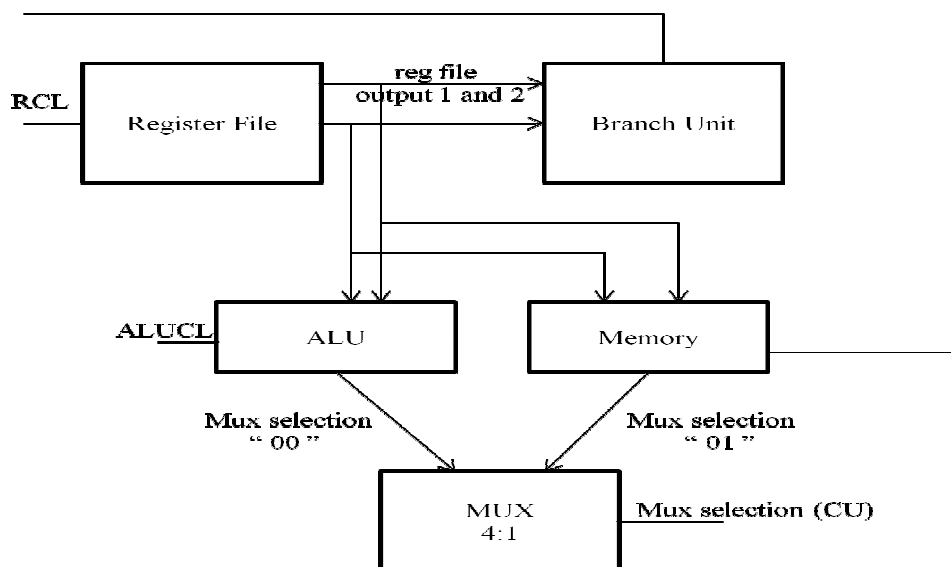 reg file
output 1 and 2
RCL
Register File
Branch Unit
ALUCL
ALU
Memory
Mux selection
“ 00 ”
Mux selection
“ 01 ”
MUX
4:1
Mux selection (CU)